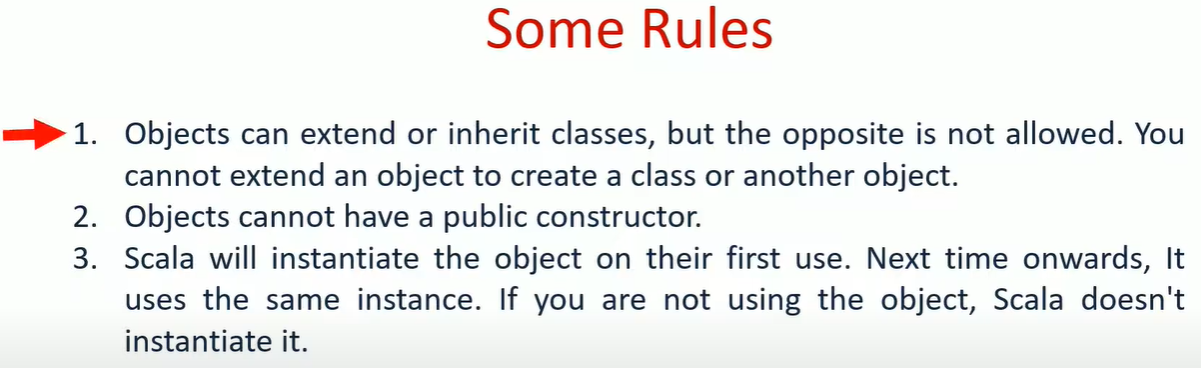 Some Rules
1. Objects can extend or inherit classes, but the opposite is not allowed. You
cannot extend an object to create a class or another object.
2. Objects cannot have a public constructor.
3. Scala will instantiate the object on their first use. Next time onwards, It
uses the same instance. If you are not using the object, Scala doesn't
instantiate it.